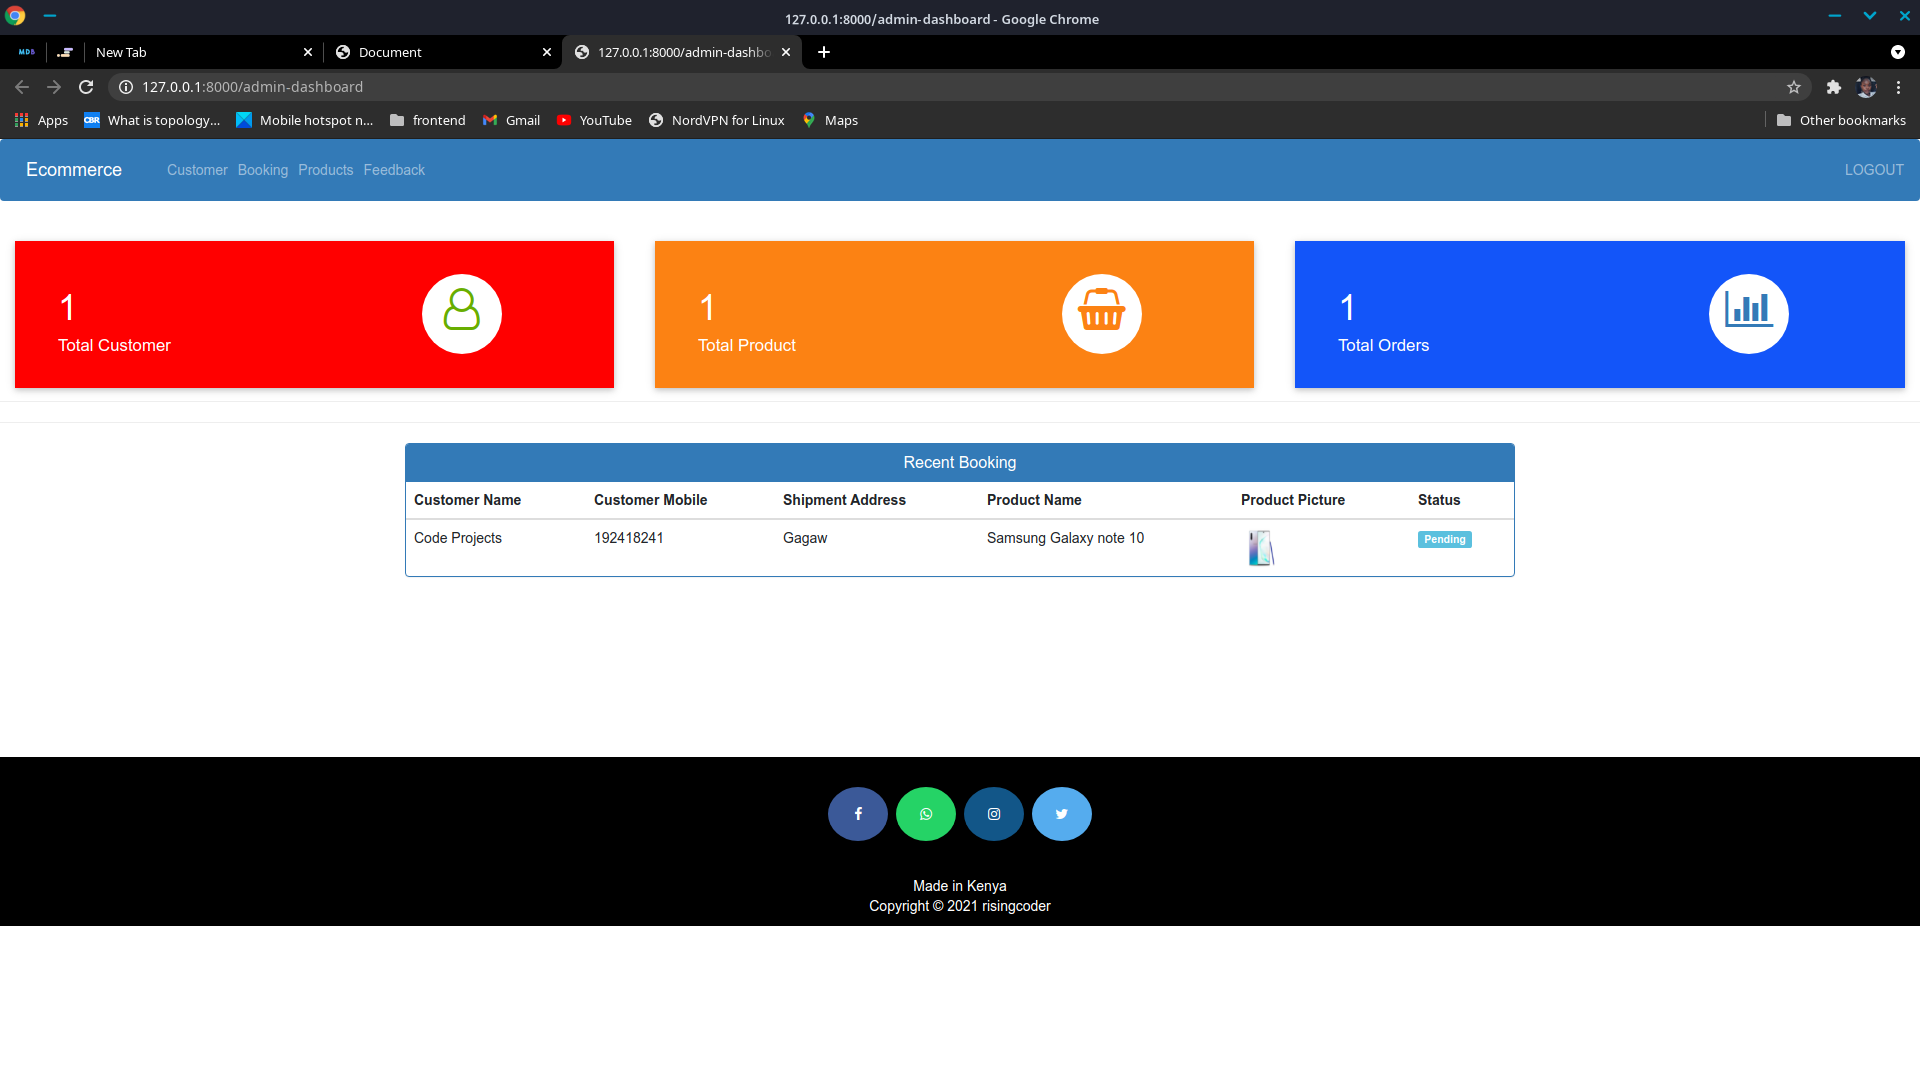 127.0.0.1:8000/admin-dashboard - Google Chrome
MDB
New Tab
Document
127.0.0.1:8000/admin-dashbo
127.0.0.1:8000/admin-dashboard
Apps
CBR
What is topology...
Mobile hotspot n...
frontend
Gmail
YouTube
NordVPN for Linux
Maps
Other bookmarks
Ecommerce
Customer Booking Products Feedback
LOGOUT
1
Total Customer
1
Total Product
1
Total Orders
Recent Booking
Customer Name Customer Mobile Shipment Address Product Name Product Picture Status
Code Projects 192418241 Gagaw Samsung Galaxy note 10 Pending
Made in Kenya
Copyright © 2021 risingcoder